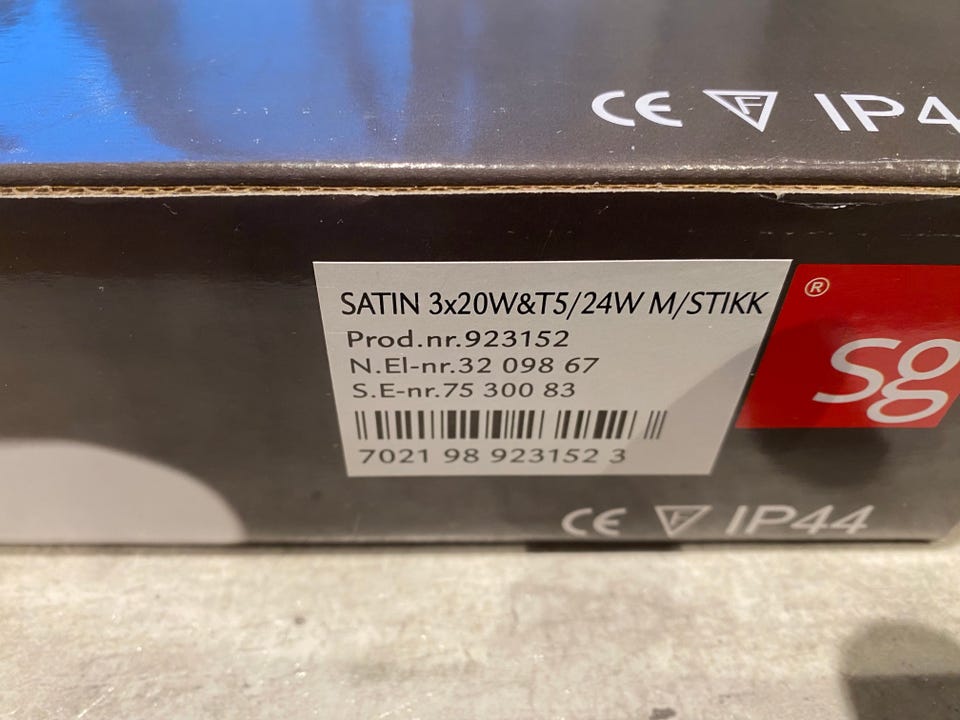 CE F IP4
SATIN 3x20W&T5/24W M/STIKK
Prod.nr.923152
N.El-nr.32 098 67
S.E-nr.75 300 83
7021 98 923152 3
® sg
CE F IP44